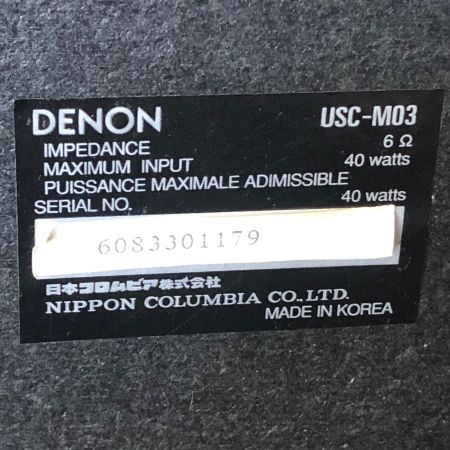 DENON USC-M03
IMPEDANCE 6 Ω
MAXIMUM INPUT 40 watts
PUISSANCE MAXIMALE ADIMISSIBLE
SERIAL NO. 40 watts
6083301179
日本コロムビア株式会社
NIPPON COLUMBIA CO.,LTD.
MADE IN KOREA